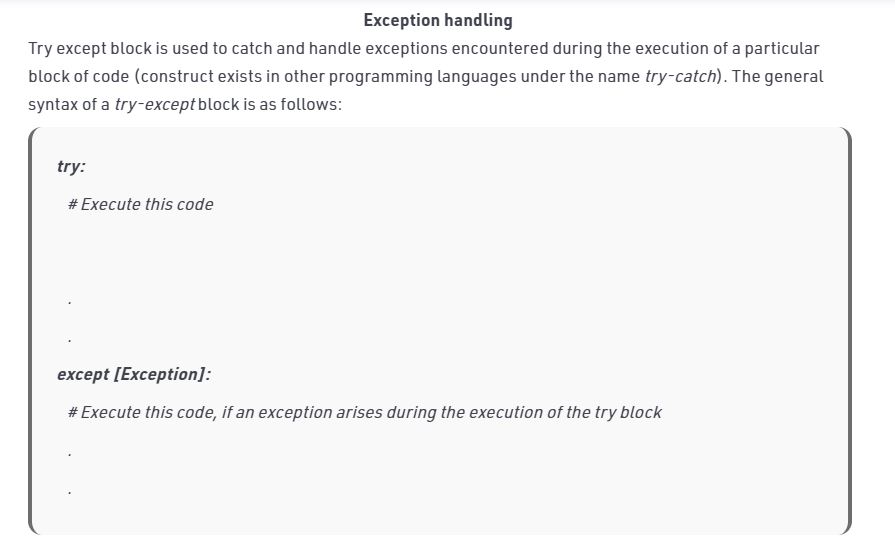 Exception handling
Try except block is used to catch and handle exceptions encountered during the execution of a particular
block of code (construct exists in other programming languages under the name try-catch). The general
syntax of a try-except block is as follows:
try:
# Execute this code
.
.
except [Exception]:
# Execute this code, if an exception arises during the execution of the try block
.
.